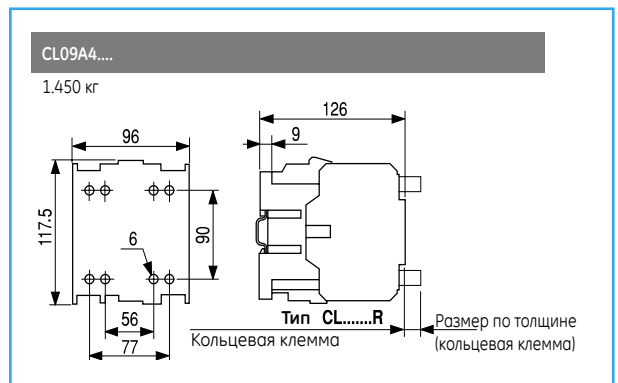 CL09A4....
1.450 кг
126
96
9
117.5
90
6
56
77
Тип CL.......R
Кольцевая клемма
Размер по толщине
(кольцевая клемма)